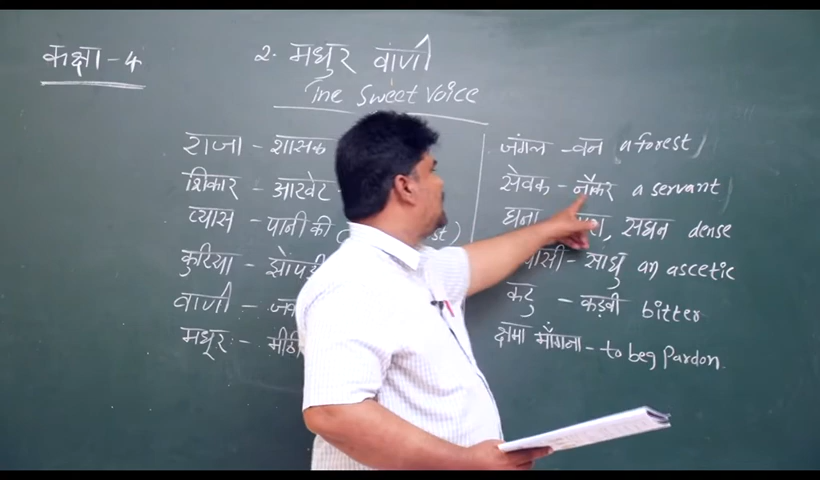 कक्षा - 4
2. मधुर वाणी
The Sweet Voice
राजा - शासक
शिकार - आखेट -
प्यास - पानी की (
कुटिया - झोपड़ी
वाणी -
मधुर -
जंगल - वन a forest
सेवक - नौकर a servant
घना सघन dense
साधु an ascetic
कटु - कड़वी bitter
क्षमा माँगना - to beg Pardon.